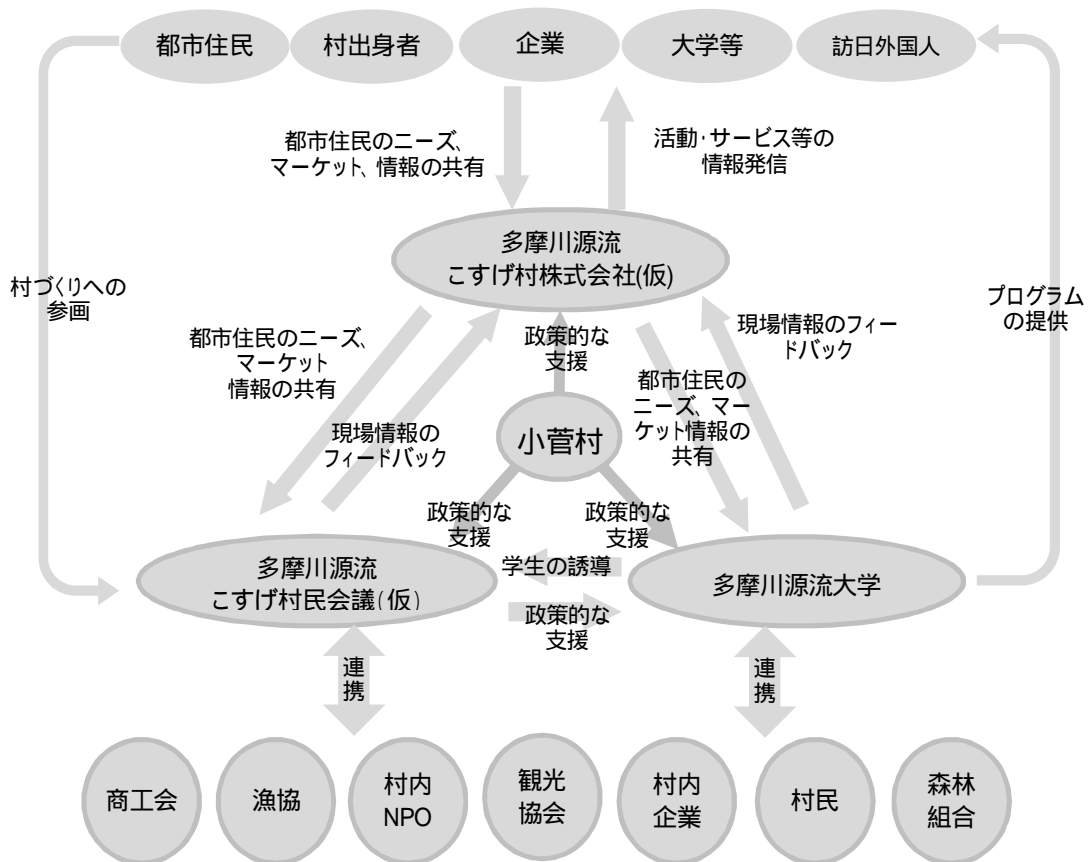 都市住民
村出身者
企業
大学等
訪日外国人
都市住民のニーズ、
マーケット、情報の共有
活動・サービス等の
情報発信
多摩川源流
こすげ村株式会社(仮)
村づくりへの
参画
プログラム
の提供
都市住民のニーズ、
マーケット
情報の共有
政策的な
支援
現場情報のフィー
ドバック
都市住民の
ニーズ、マー
ケット情報の
共有
現場情報の
フィードバック
小菅村
政策的な
支援
政策的な
支援
多摩川源流
こすげ村民会議(仮)
学生の誘導
政策的な
支援
多摩川源流大学
連
携
連
携
商工会
漁協
村内
NPO
観光
協会
村内
企業
村民
森林
組合